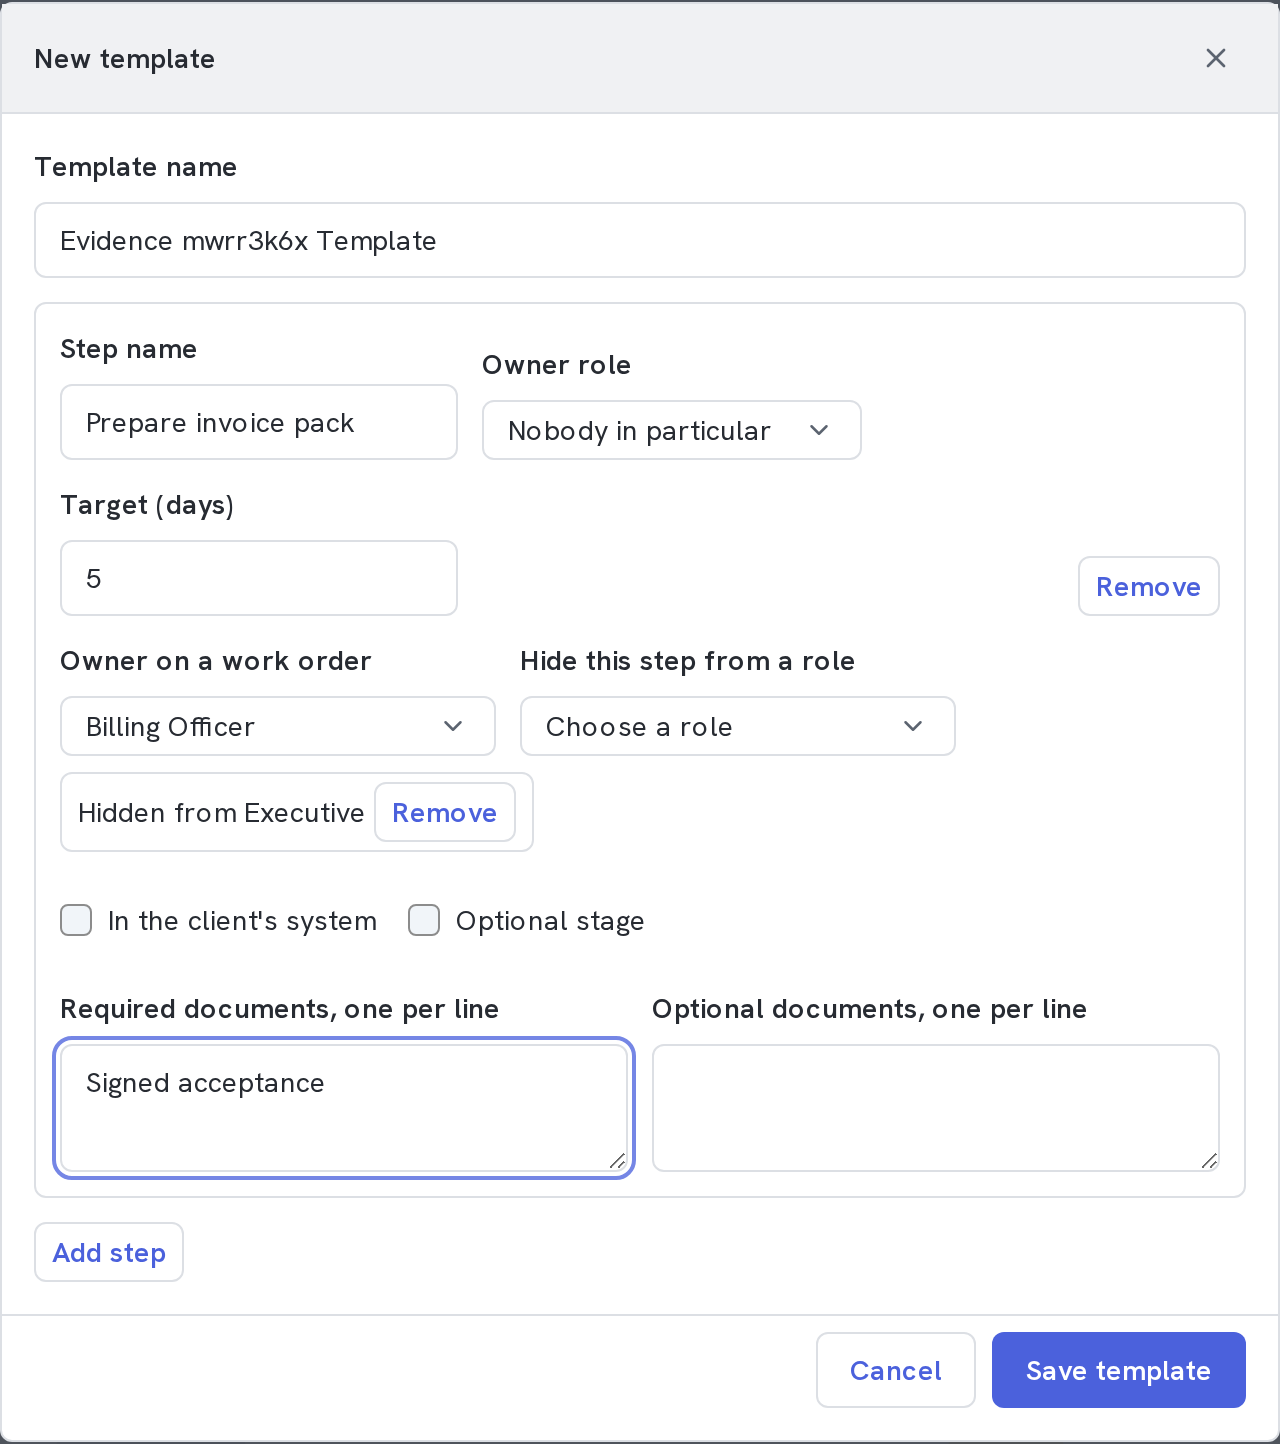 New template
Template name
Evidence mwrr3k6x Template
Step name
Owner role
Prepare invoice pack
Nobody in particular
Target (days)
5
Remove
Owner on a work order
Hide this step from a role
Billing Officer
Choose a role
Hidden from Executive
Remove
In the client's system
Optional stage
Required documents, one per line
Optional documents, one per line
Signed acceptance
Add step
Cancel
Save template